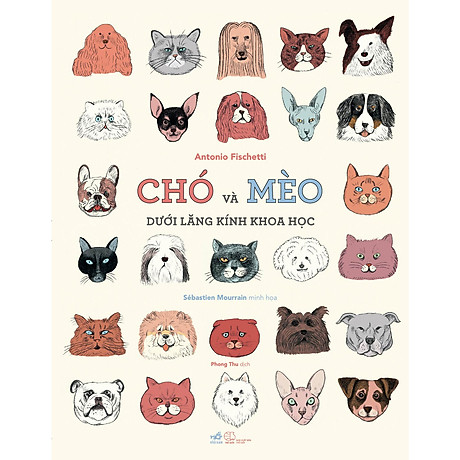 Antonio Fischetti
CHÓ VÀ MÈO
DƯỚI LĂNG KÍNH KHOA HỌC
Sébastien Mourrain minh họa
Phong Thu dịch